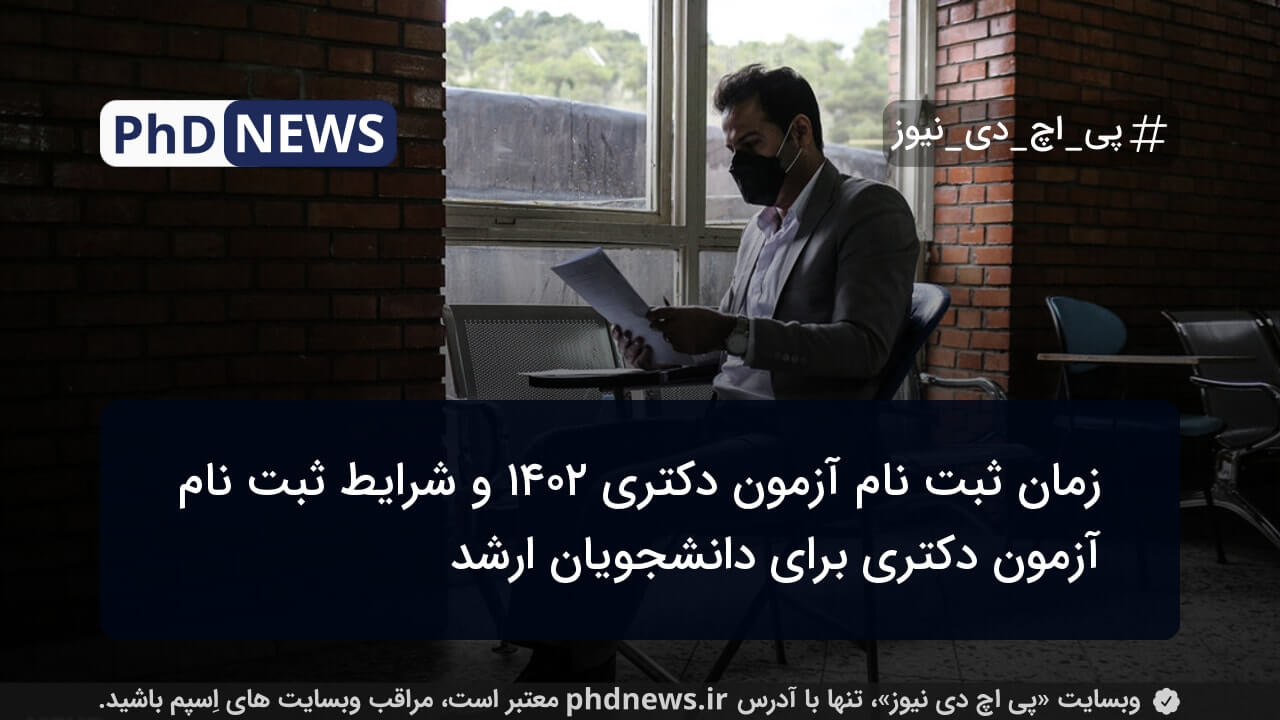 PhD NEWS
#پی_اچ_دی_نیوز
زمان ثبت نام آزمون دکتری ۱۴۰۲ و شرایط ثبت نام
آزمون دکتری برای دانشجویان ارشد
وبسایت «پی اچ دی نیوز»، تنها با آدرس phdnews.ir معتبر است، مراقب وبسایت های اِسپم باشید.